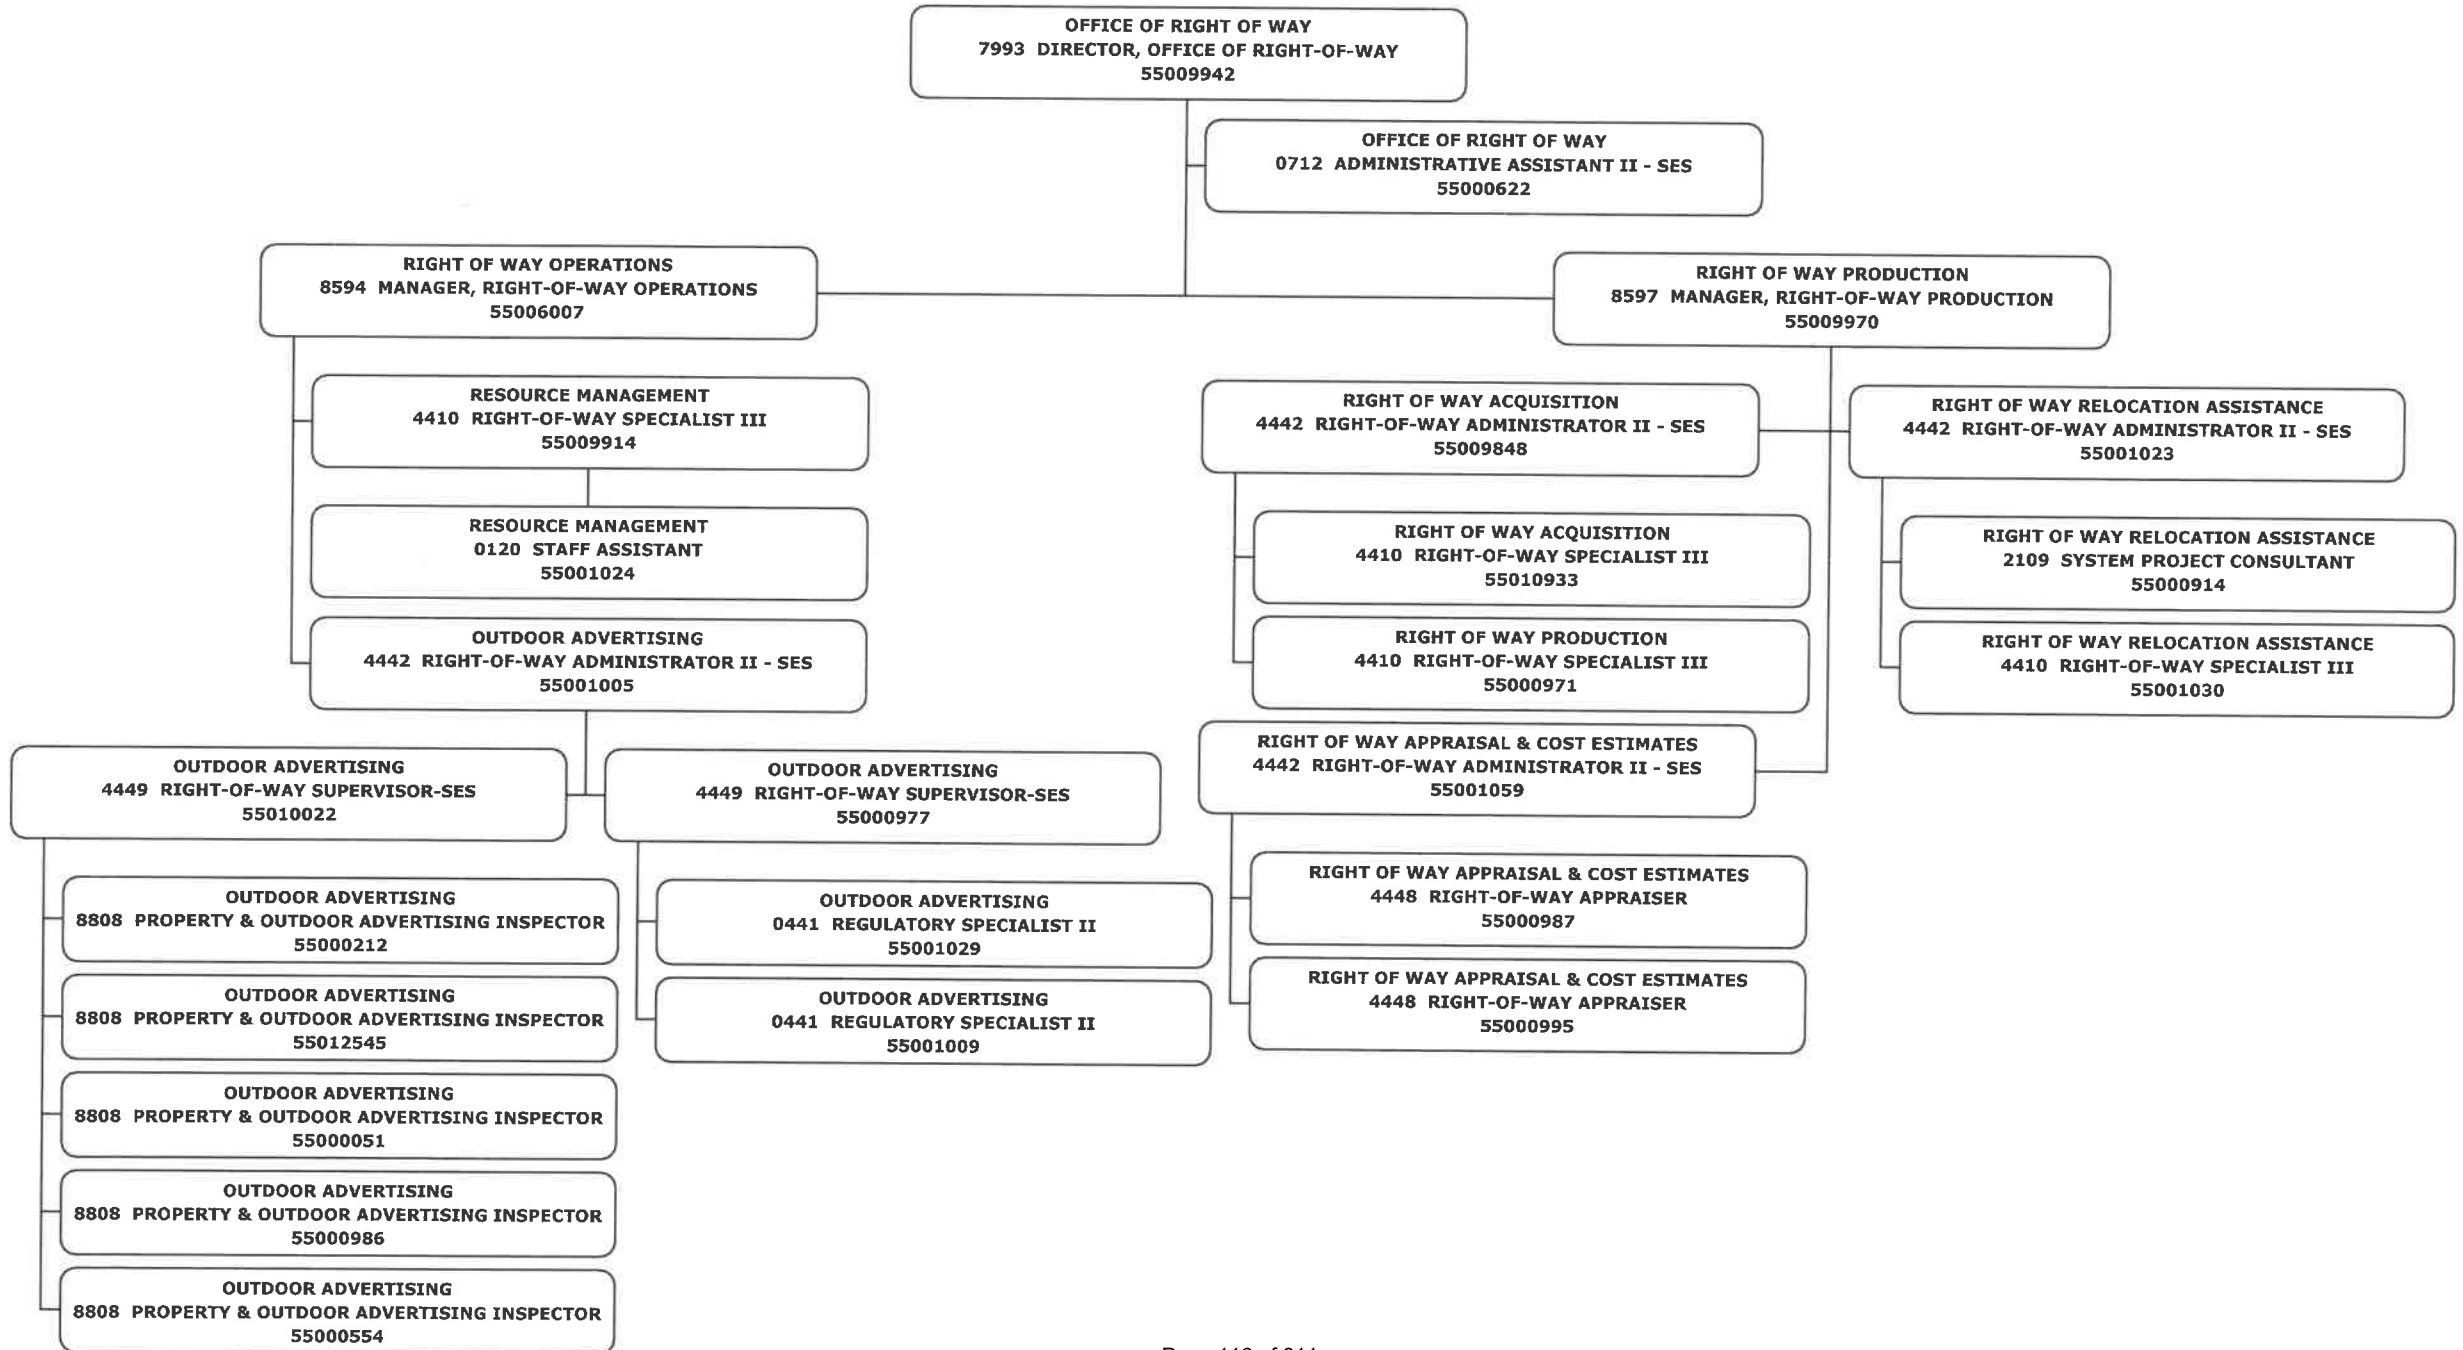 OFFICE OF RIGHT OF WAY
7993 DIRECTOR, OFFICE OF RIGHT-OF-WAY
55009942
OFFICE OF RIGHT OF WAY
0712 ADMINISTRATIVE ASSISTANT II - SES
55000622
RIGHT OF WAY OPERATIONS
8594 MANAGER, RIGHT-OF-WAY OPERATIONS
55006007
RESOURCE MANAGEMENT
4410 RIGHT-OF-WAY SPECIALIST III
55009914
RESOURCE MANAGEMENT
0120 STAFF ASSISTANT
55001024
OUTDOOR ADVERTISING
4442 RIGHT-OF-WAY ADMINISTRATOR II - SES
55001005
OUTDOOR ADVERTISING
4449 RIGHT-OF-WAY SUPERVISOR-SES
55010022
OUTDOOR ADVERTISING
8808 PROPERTY & OUTDOOR ADVERTISING INSPECTOR
55000212
OUTDOOR ADVERTISING
8808 PROPERTY & OUTDOOR ADVERTISING INSPECTOR
55012545
OUTDOOR ADVERTISING
8808 PROPERTY & OUTDOOR ADVERTISING INSPECTOR
55000051
OUTDOOR ADVERTISING
8808 PROPERTY & OUTDOOR ADVERTISING INSPECTOR
55000986
OUTDOOR ADVERTISING
8808 PROPERTY & OUTDOOR ADVERTISING INSPECTOR
55000554
OUTDOOR ADVERTISING
4449 RIGHT-OF-WAY SUPERVISOR-SES
55000977
OUTDOOR ADVERTISING
0441 REGULATORY SPECIALIST II
55001029
OUTDOOR ADVERTISING
0441 REGULATORY SPECIALIST II
55001009
RIGHT OF WAY PRODUCTION
8597 MANAGER, RIGHT-OF-WAY PRODUCTION
55009970
RIGHT OF WAY ACQUISITION
4442 RIGHT-OF-WAY ADMINISTRATOR II - SES
55009848
RIGHT OF WAY ACQUISITION
4410 RIGHT-OF-WAY SPECIALIST III
55010933
RIGHT OF WAY PRODUCTION
4410 RIGHT-OF-WAY SPECIALIST III
55000971
RIGHT OF WAY RELOCATION ASSISTANCE
4442 RIGHT-OF-WAY ADMINISTRATOR II - SES
55001023
RIGHT OF WAY RELOCATION ASSISTANCE
2109 SYSTEM PROJECT CONSULTANT
55000914
RIGHT OF WAY RELOCATION ASSISTANCE
4410 RIGHT-OF-WAY SPECIALIST III
55001030
RIGHT OF WAY APPRAISAL & COST ESTIMATES
4442 RIGHT-OF-WAY ADMINISTRATOR II - SES
55001059
RIGHT OF WAY APPRAISAL & COST ESTIMATES
4448 RIGHT-OF-WAY APPRAISER
55000987
RIGHT OF WAY APPRAISAL & COST ESTIMATES
4448 RIGHT-OF-WAY APPRAISER
55000995